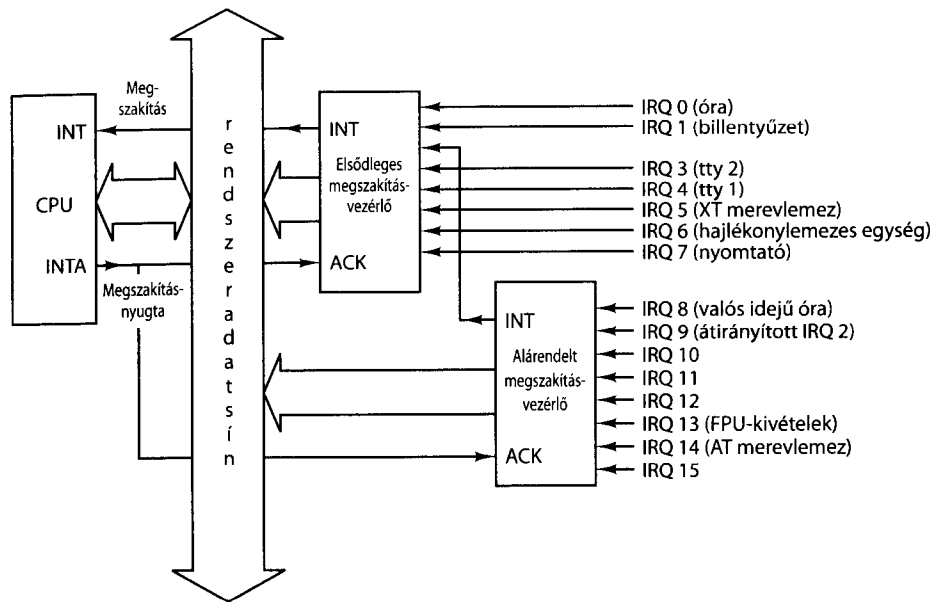 Meg-
szakítás
INT
CPU
INTA
Megszakítás-
nyugta
rendszeradatsín
INT
Elsődleges
megszakítás-
vezérlő
ACK
IRQ 0 (óra)
IRQ 1 (billentyűzet)
IRQ 3 (tty 2)
IRQ 4 (tty 1)
IRQ 5 (XT merevlemez)
IRQ 6 (hajlékonylemezes egység)
IRQ 7 (nyomtató)
INT
Alárendelt
megszakítás-
vezérlő
ACK
IRQ 8 (valós idejű óra)
IRQ 9 (átirányított IRQ 2)
IRQ 10
IRQ 11
IRQ 12
IRQ 13 (FPU-kivételek)
IRQ 14 (AT merevlemez)
IRQ 15